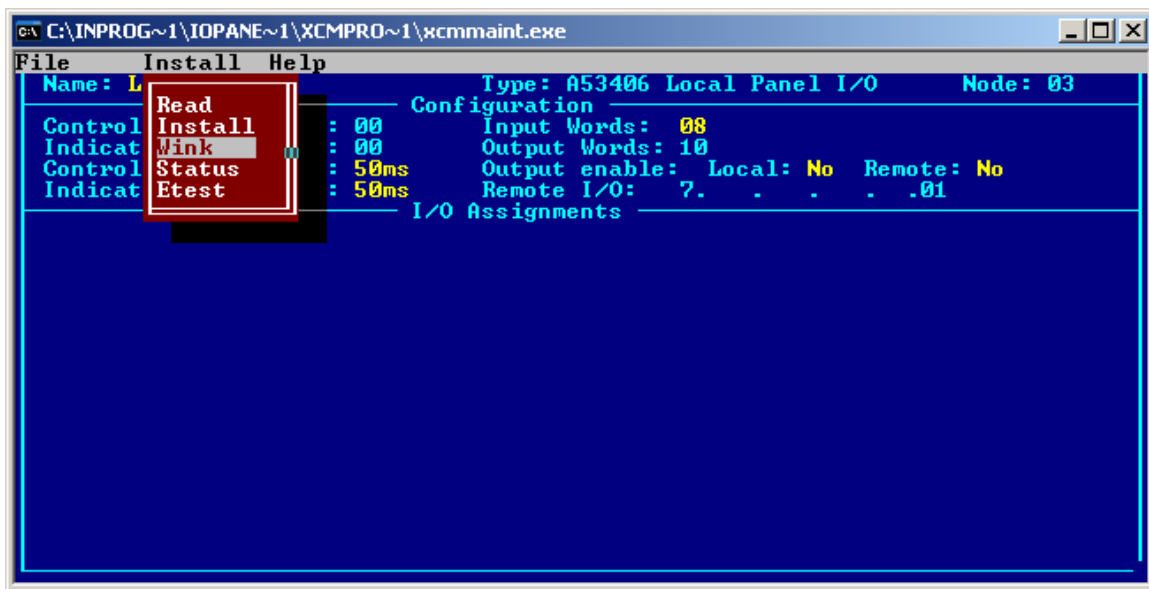 C:\INPROG~1\IOPANE~1\XCMPRO~1\xcmmaint.exe
File Install Help
Name: L Type: A53406 Local Panel I/O Node: 03
Read
Configuration
Control Install : 00 Input Words: 08
Indicat Wink : 00 Output Words: 10
Control Status : 50ms Output enable: Local: No Remote: No
Indicat Etest : 50ms Remote I/O: 7. . . . .01
I/O Assignments